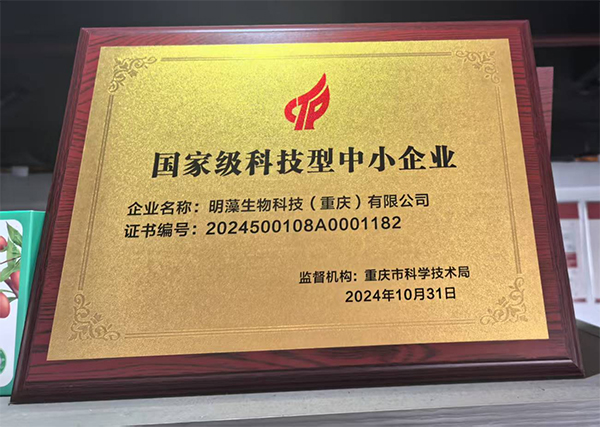 国家级科技型中小企业
企业名称：明藻生物科技（重庆）有限公司
证书编号：2024500108A0001182
监督机构：重庆市科学技术局
2024年10月31日